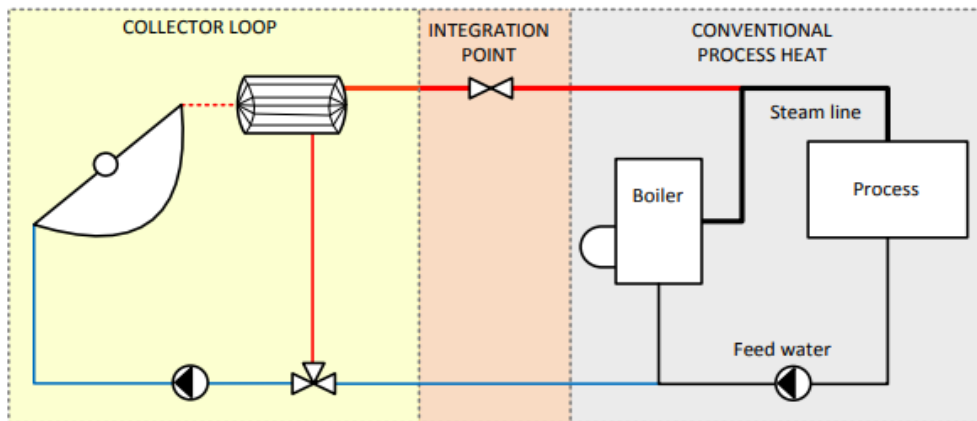 COLLECTOR LOOP
INTEGRATION
POINT
CONVENTIONAL
PROCESS HEAT
Steam line
Boiler
Process
Feed water